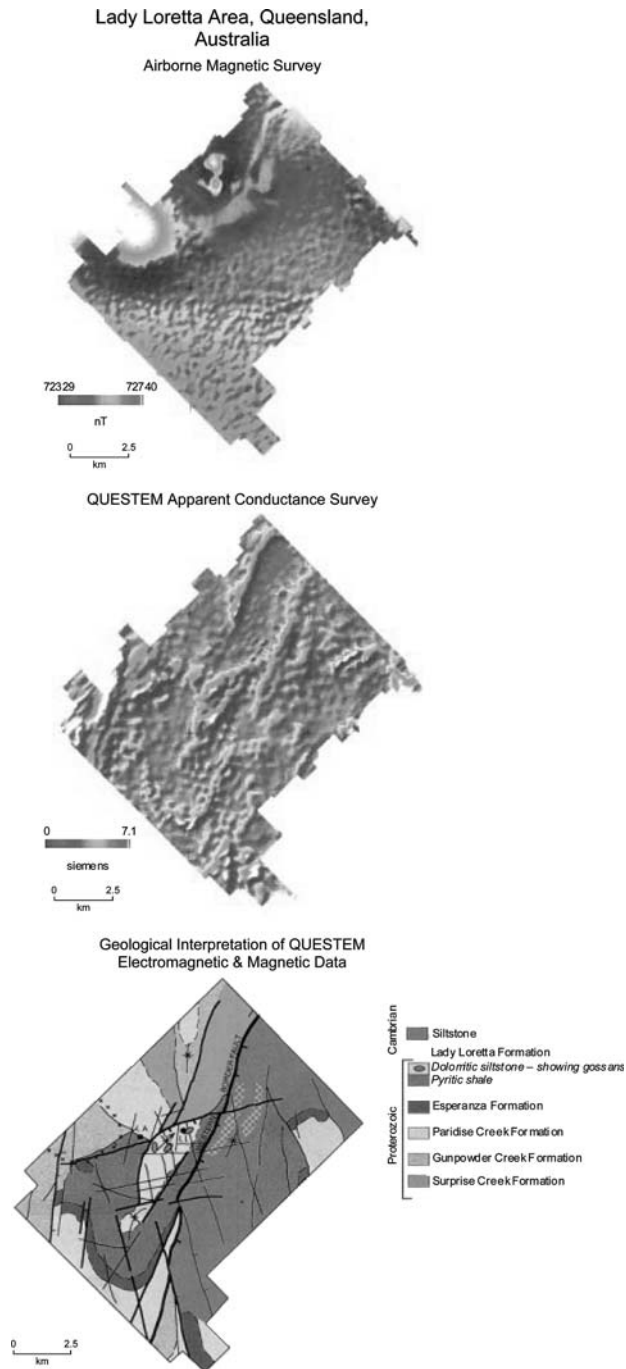 Lady Loretta Area, Queensland,
Australia
Airborne Magnetic Survey
72329 72740
nT
0 2.5
km
QUESTEM Apparent Conductance Survey
0 7.1
siemens
0 2.5
km
Geological Interpretation of QUESTEM
Electromagnetic & Magnetic Data
BORDER FAULT
A
0 2.5
km
Cambrian
Siltstone
Lady Loretta Formation
Proterozoic
Dolomitic siltstone – showing gossans
Pyritic shale
Esperanza Formation
Paridise Creek Formation
Gunpowder Creek Formation
Surprise Creek Formation